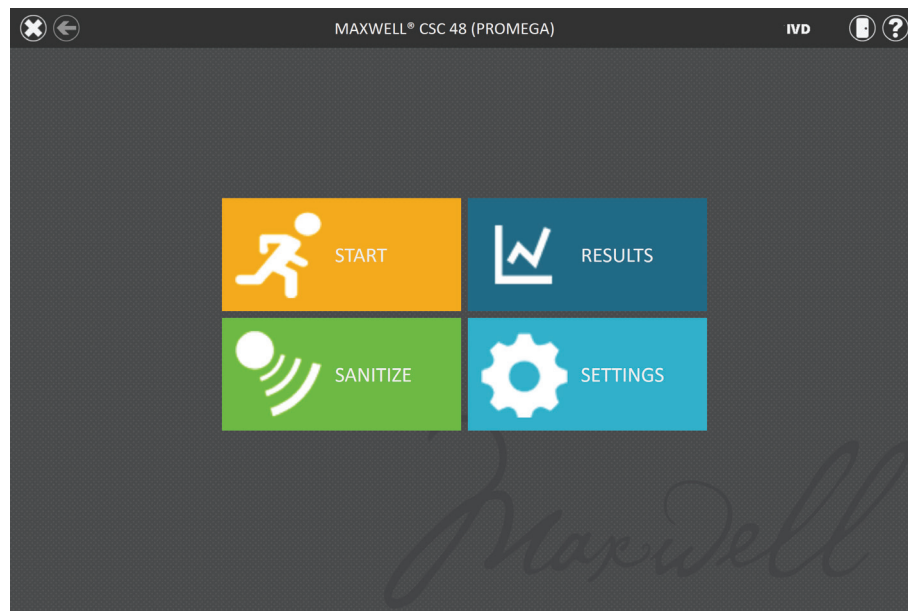 MAXWELL® CSC 48 (PROMEGA)
IVD
?
START
RESULTS
SANITIZE
SETTINGS
Maxwell